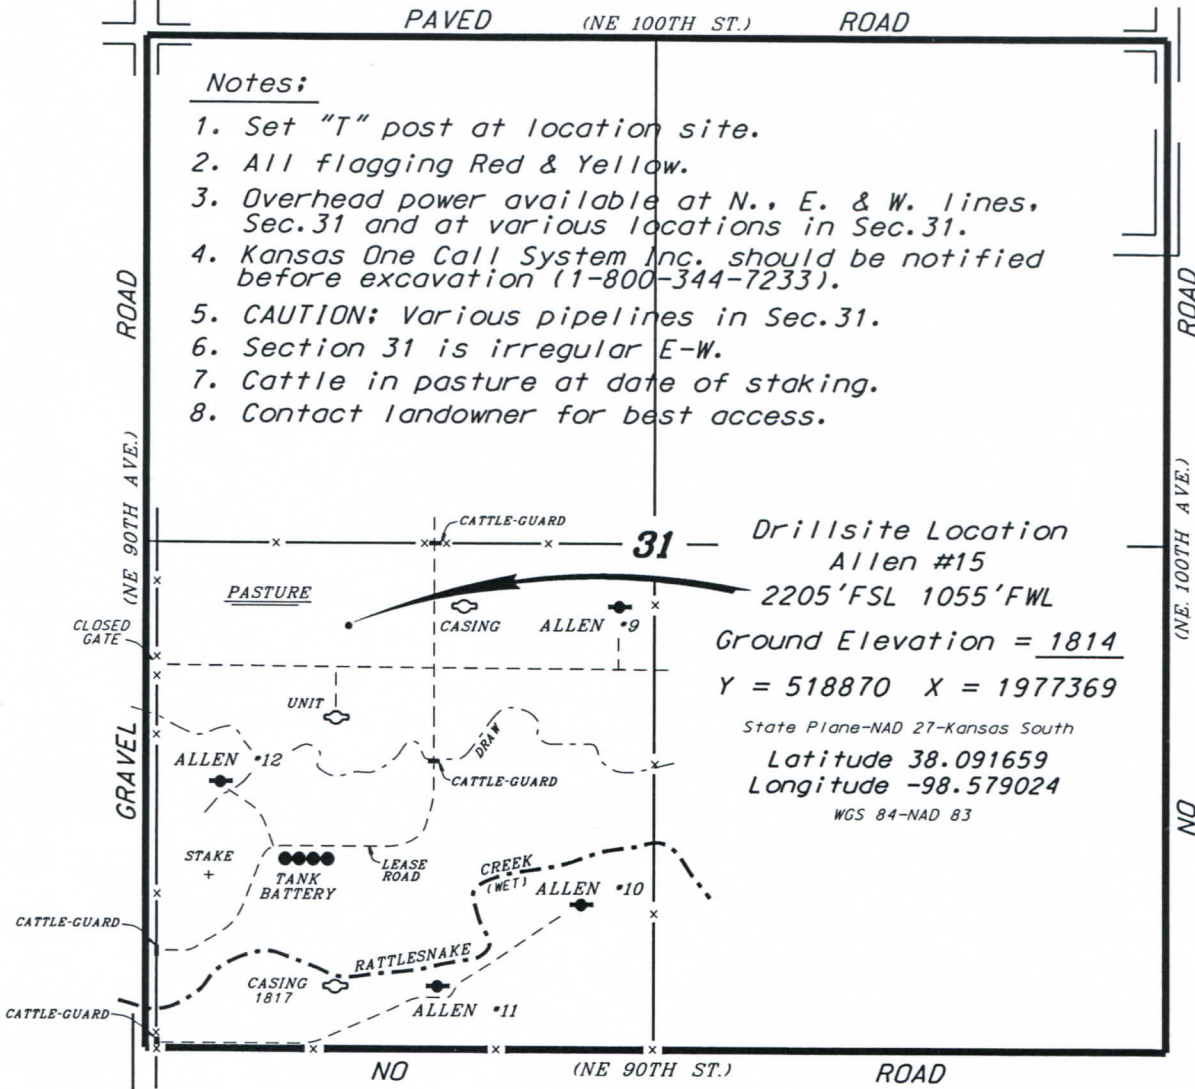 PAVED (NE 100TH ST.) ROAD
Notes:
1. Set "T" post at location site.
2. All flagging Red & Yellow.
3. Overhead power available at N., E. & W. lines,
Sec.31 and at various locations in Sec.31.
4. Kansas One Call System Inc. should be notified
before excavation (1-800-344-7233).
5. CAUTION: Various pipelines in Sec.31.
6. Section 31 is irregular E-W.
7. Cattle in pasture at date of staking.
8. Contact landowner for best access.
ROAD
(NE 90TH AVE.)
GRAVEL
ROAD
(NE. 100TH AVE.)
NO
CATTLE-GUARD
31
Drillsite Location
Allen #15
2205'FSL 1055'FWL
Ground Elevation = 1814
Y = 518870 X = 1977369
State Plane-NAD 27-Kansas South
Latitude 38.091659
Longitude -98.579024
WGS 84-NAD 83
PASTURE
CASING
ALLEN #9
CLOSED
GATE
UNIT
DRAW
ALLEN #12
CATTLE-GUARD
STAKE
TANK
BATTERY
LEASE
ROAD
CREEK
(WET)
ALLEN #10
CATTLE-GUARD
RATTLESNAKE
CASING
1817
ALLEN #11
CATTLE-GUARD
NO (NE 90TH ST.) ROAD